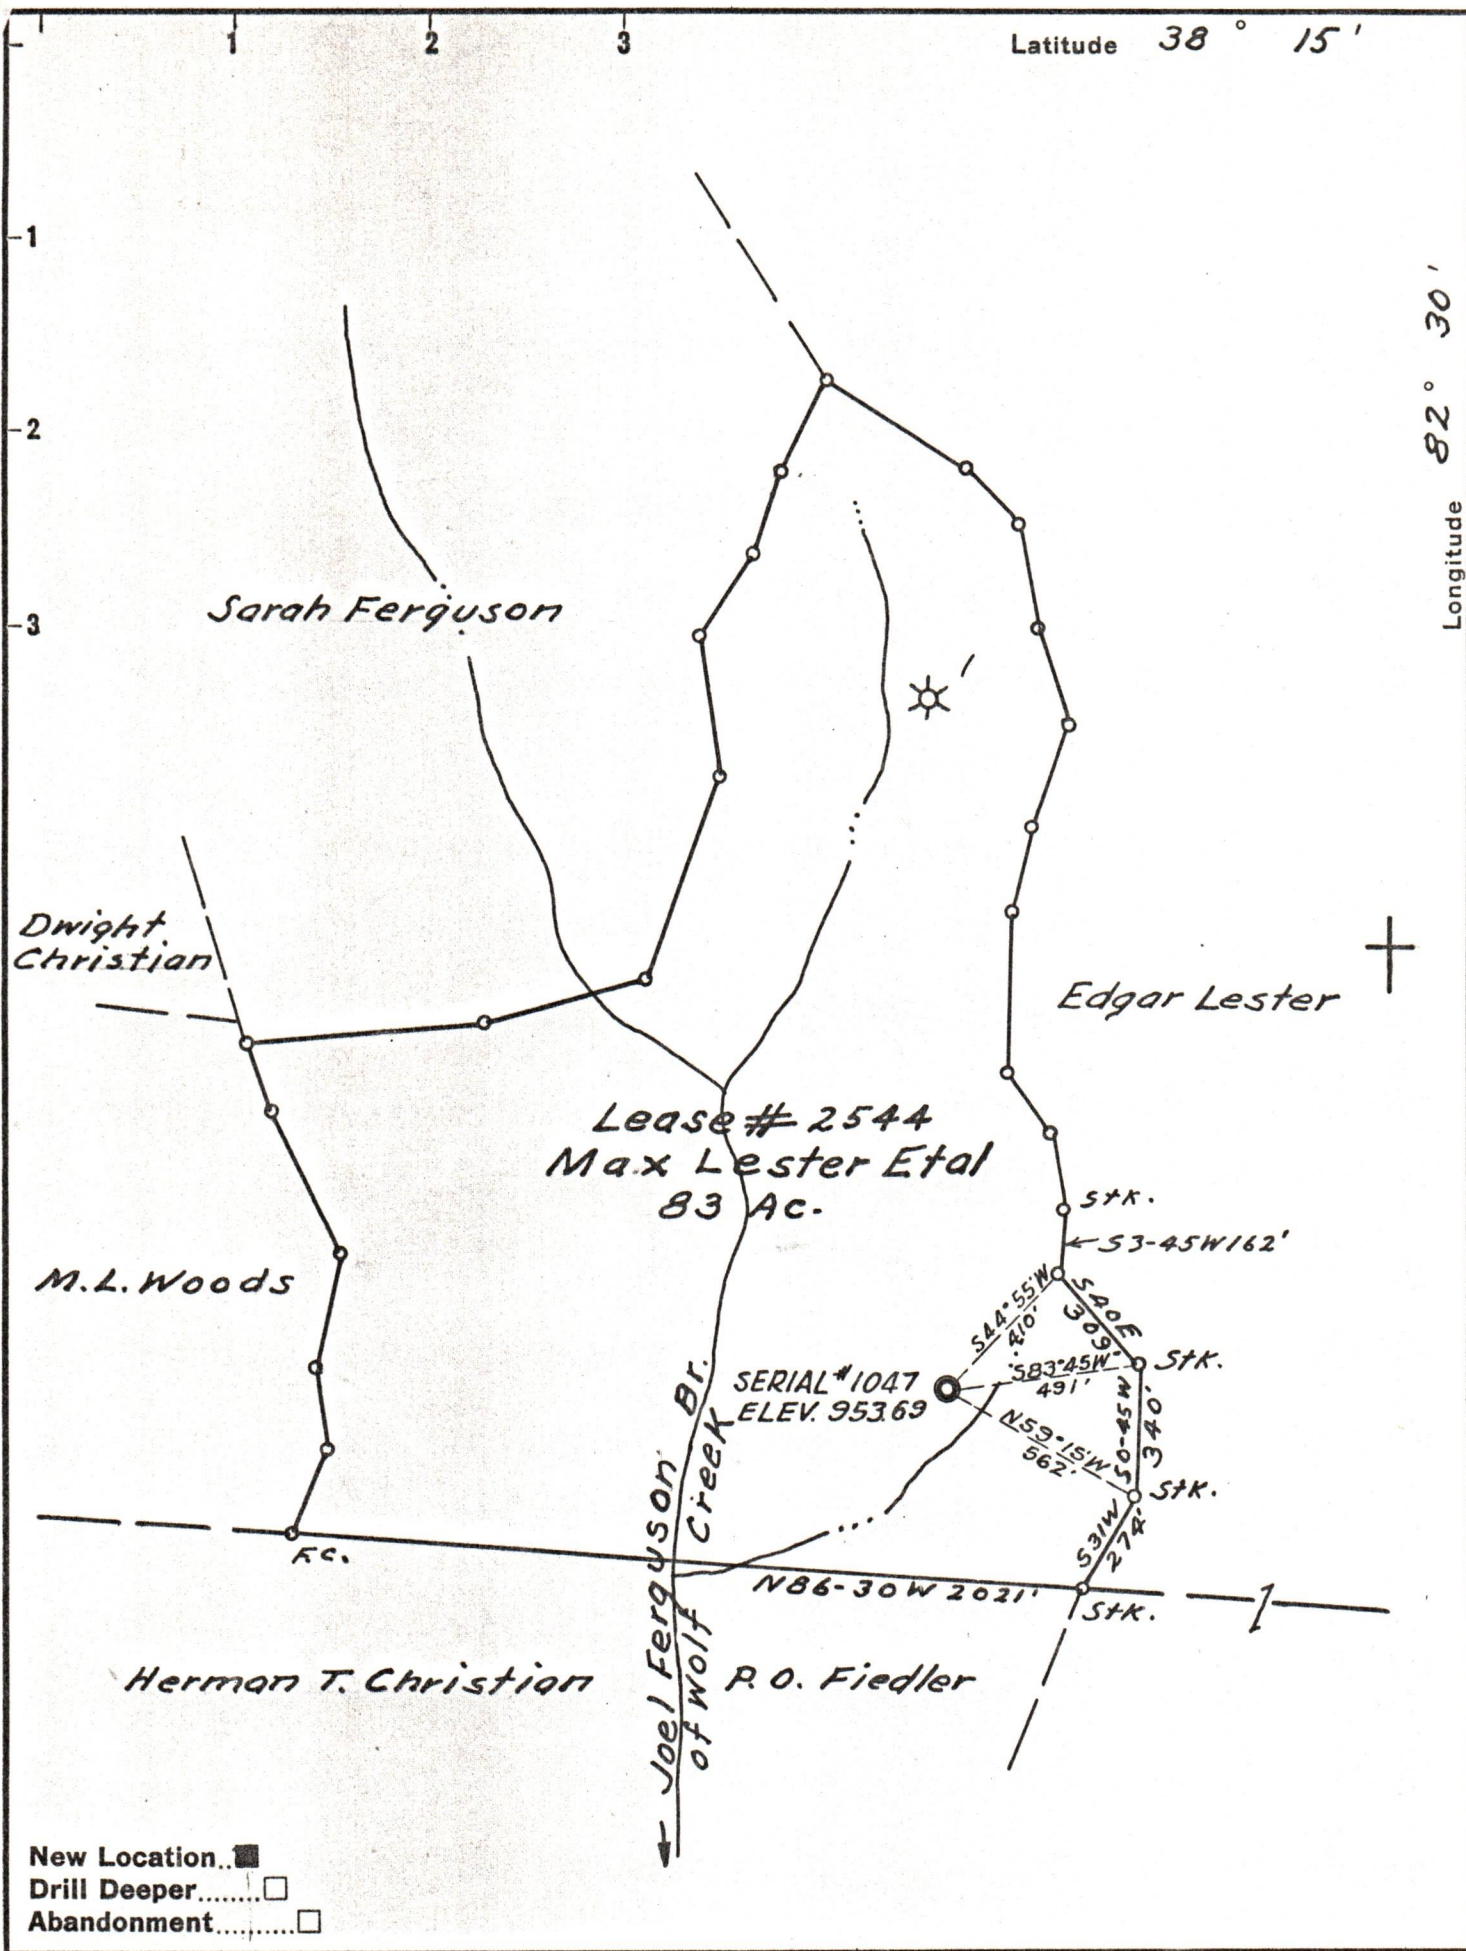 1 2 3
Latitude 38° 15'
1
2
3
Longitude 82° 30'
Sarah Ferguson
Dwight
Christian
Edgar Lester
Lease # 2544
Max Lester Etal
83 Ac.
Stk.
S3-45W162'
M.L. Woods
S44°55'W
410'
S40E
309
Stk.
S83°45W
491'
SERIAL #1047
ELEV. 953.69
N59°15'W
562'
S0-45W
340'
Stk.
S31W
274'
F.C.
N86-30W 2021'
Stk.
Joel Ferguson Br.
of Wolf Creek
Herman T. Christian
P.O. Fiedler
New Location..■
Drill Deeper........□
Abandonment..........□